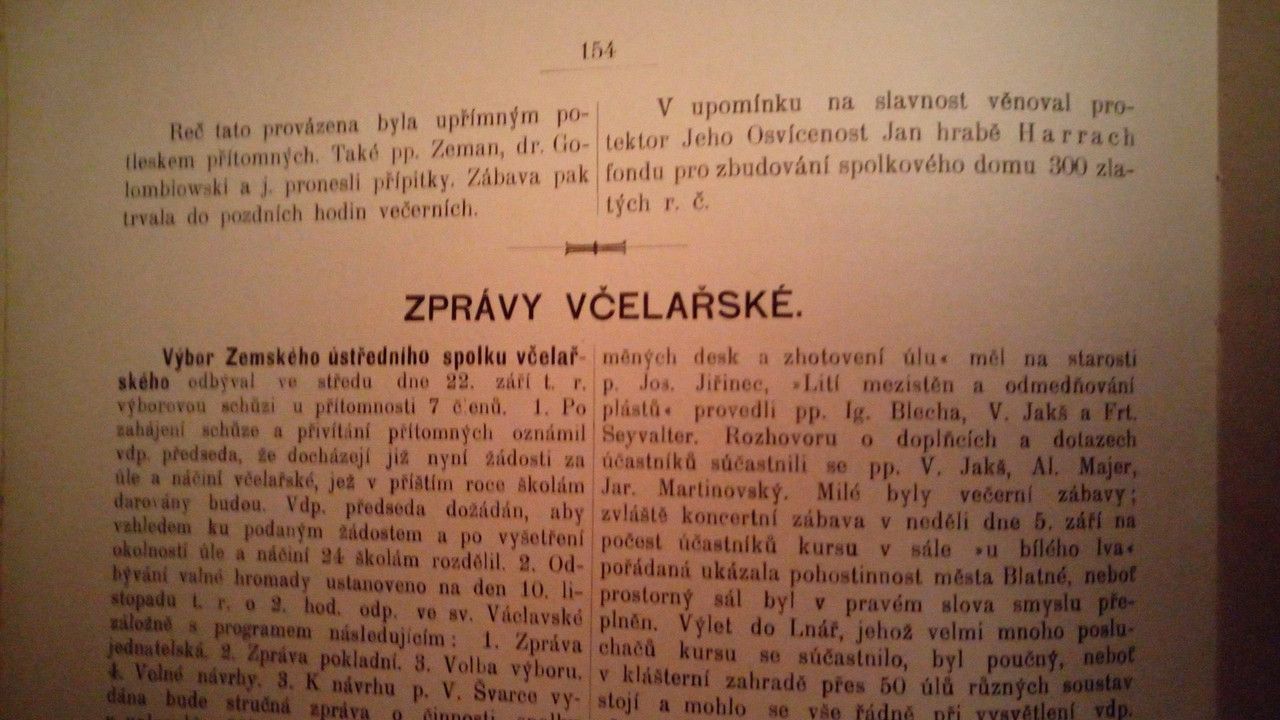 154
Reč tato provázena byla upřímným po-
tleskem přítomných. Také pp. Zeman, dr. Go-
lombiowski a j. pronesli přípitky. Zábava pak
trvala do pozdních hodin večerních.
V upomínku na slavnost věnoval pro-
tektor Jeho Osvícenost Jan hrabě Harrach
fondu pro zbudování spolkového domu 300 zla-
tých r. č.
ZPRÁVY VČELAŘSKÉ.
Výbor Zemského ústředního spolku včelař-
ského odbýval ve středu dne 22. září t. r.
výborovou schůzi u přítomnosti 7 členů. 1. Po
zahájení schůze a přivítání přítomných oznámil
vdp. předseda, že docházejí již nyní žádosti za
úle a náčiní včelařské, jež v příštím roce školám
darovány budou. Vdp. předseda dožádán, aby
vzhledem ku podaným žádostem a po vyšetření
okolností úle a náčiní 24 školám rozdělil. 2. Od-
bývání valné hromady ustanoveno na den 10. li-
stopadu t. r. o 2. hod. odp. ve sv. Václavské
záložně s programem následujícím: 1. Zpráva
jednatelská. 2. Zpráva pokladní. 3. Volba výboru.
4. Volné návrhy. 3. K návrhu p. V. Švarce vy-
dána bude stručná zpráva o činnosti spolku
měných desk a zhotovení úlu« měl na starosti
p. Jos. Jiřinec, »Lití mezistěn a odmedňování
plástů« provedli pp. Ig. Blecha, V. Jakš a Frt.
Seyvalter. Rozhovoru o doplňcích a dotazech
účastníků súčastnili se pp. V. Jakš, Al. Majer,
Jar. Martinovský. Milé byly večerní zábavy;
zvláště koncertní zábava v neděli dne 5. září na
počest účastníků kursu v sále »u bílého lva«
pořádaná ukázala pohostinnost města Blatné, neboť
prostorný sál byl v pravém slova smyslu pře-
plněn. Výlet do Lnář, jehož velmi mnoho poslu-
chačů kursu se súčastnilo, byl poučný, neboť
v klášterní zahradě přes 50 úlů různých soustav
stojí a mohlo se vše řádně při vysvětlení vdp.